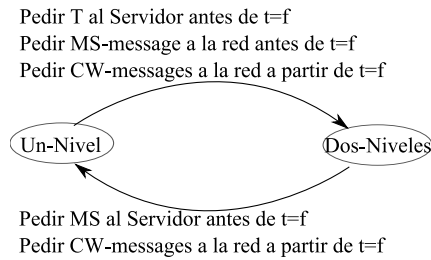 Pedir T al Servidor antes de t=f
Pedir MS-message a la red antes de t=f
Pedir CW-messages a la red a partir de t=f
Un-Nivel
Dos-Niveles
Pedir MS al Servidor antes de t=f
Pedir CW-messages a la red a partir de t=f